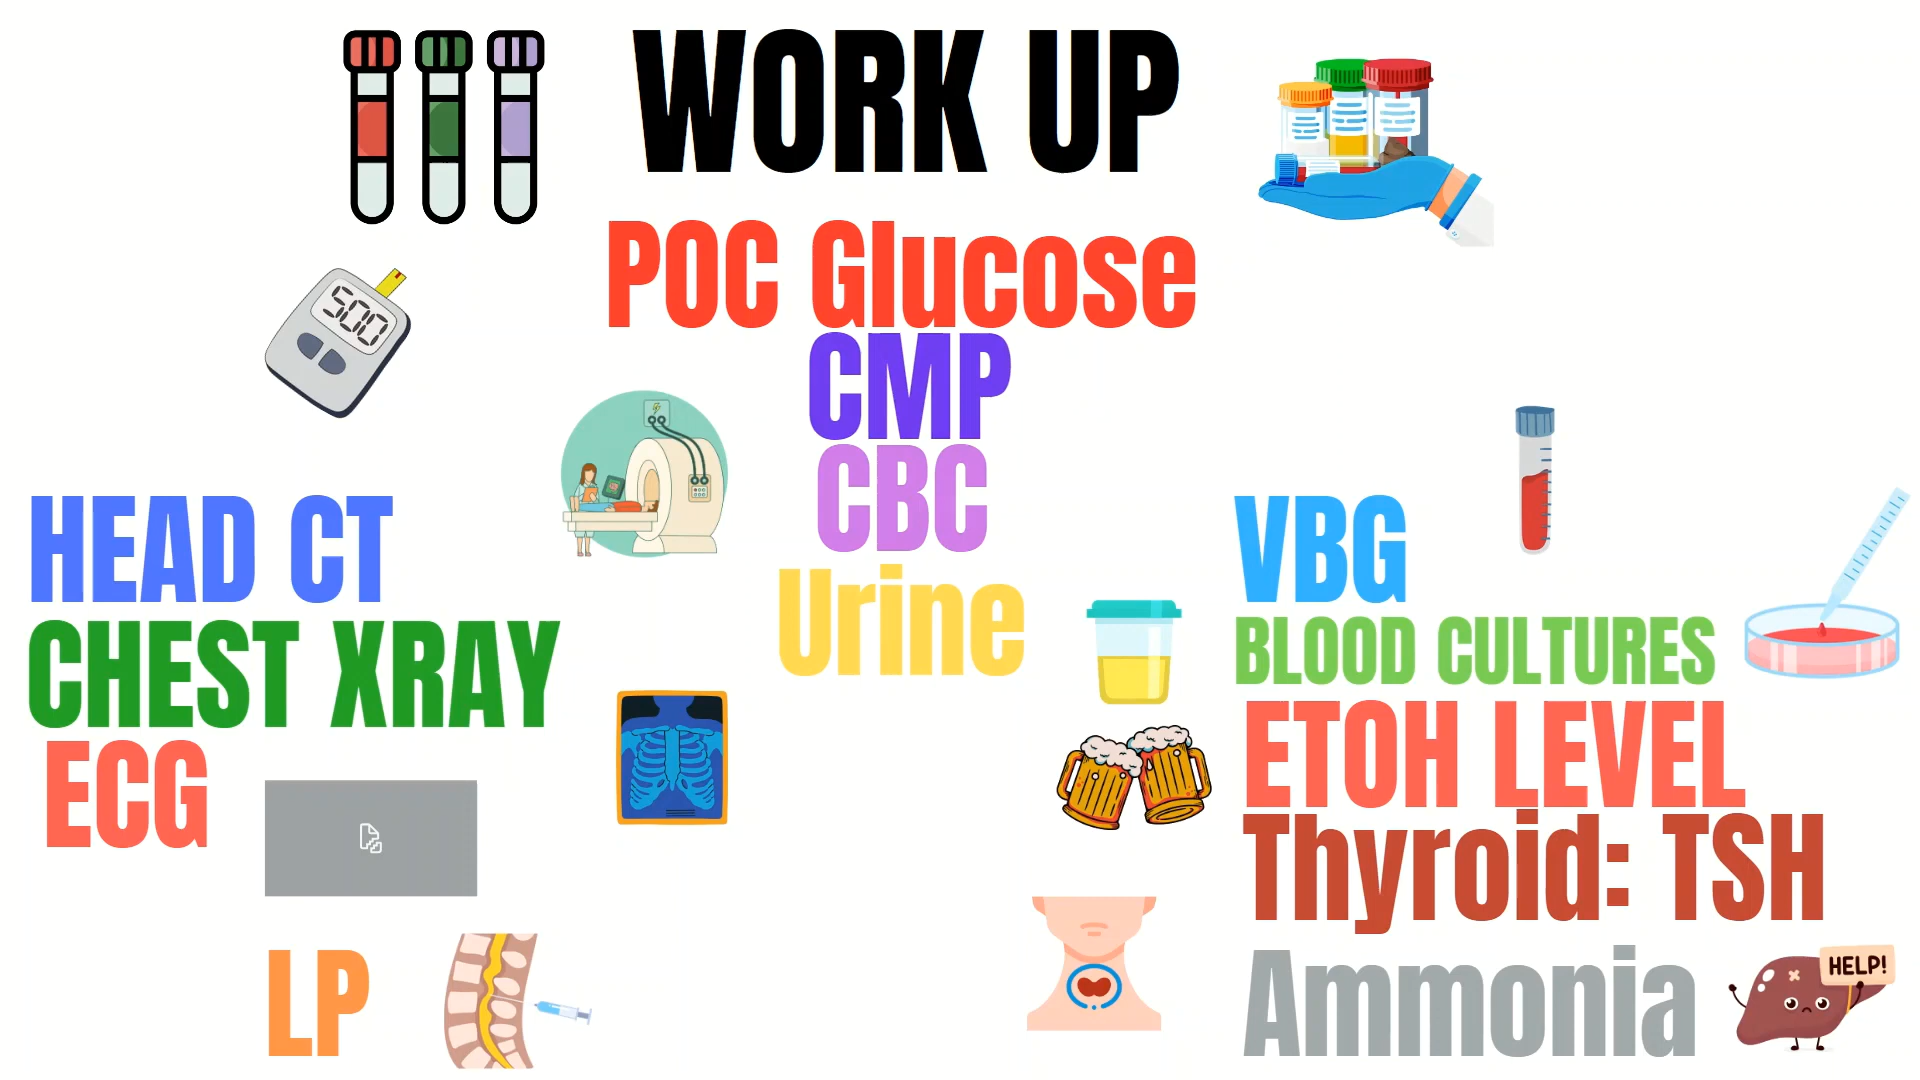 WORK UP
POC Glucose
500
CMP
CBC
Urine
HEAD CT
CHEST XRAY
ECG
LP
VBG
BLOOD CULTURES
ETOH LEVEL
Thyroid: TSH
Ammonia
HELP!